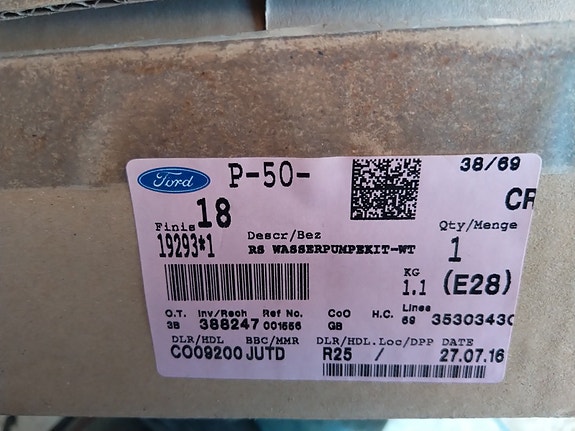 Ford P-50- 38/69
18 CR
Finis Descr/Bez Qty/Menge
19293*1 RS WASSERPUMPEKIT-WT 1
KG
1.1 (E28)
O.T. Inv/Rech Ref No. CoO H.C. Lines
3B 388247 001556 GB 69 3530343
DLR/HDL BBC/MMR DLR/HDL.Loc/DPP DATE
CO09200 JUTD R25 / 27.07.16